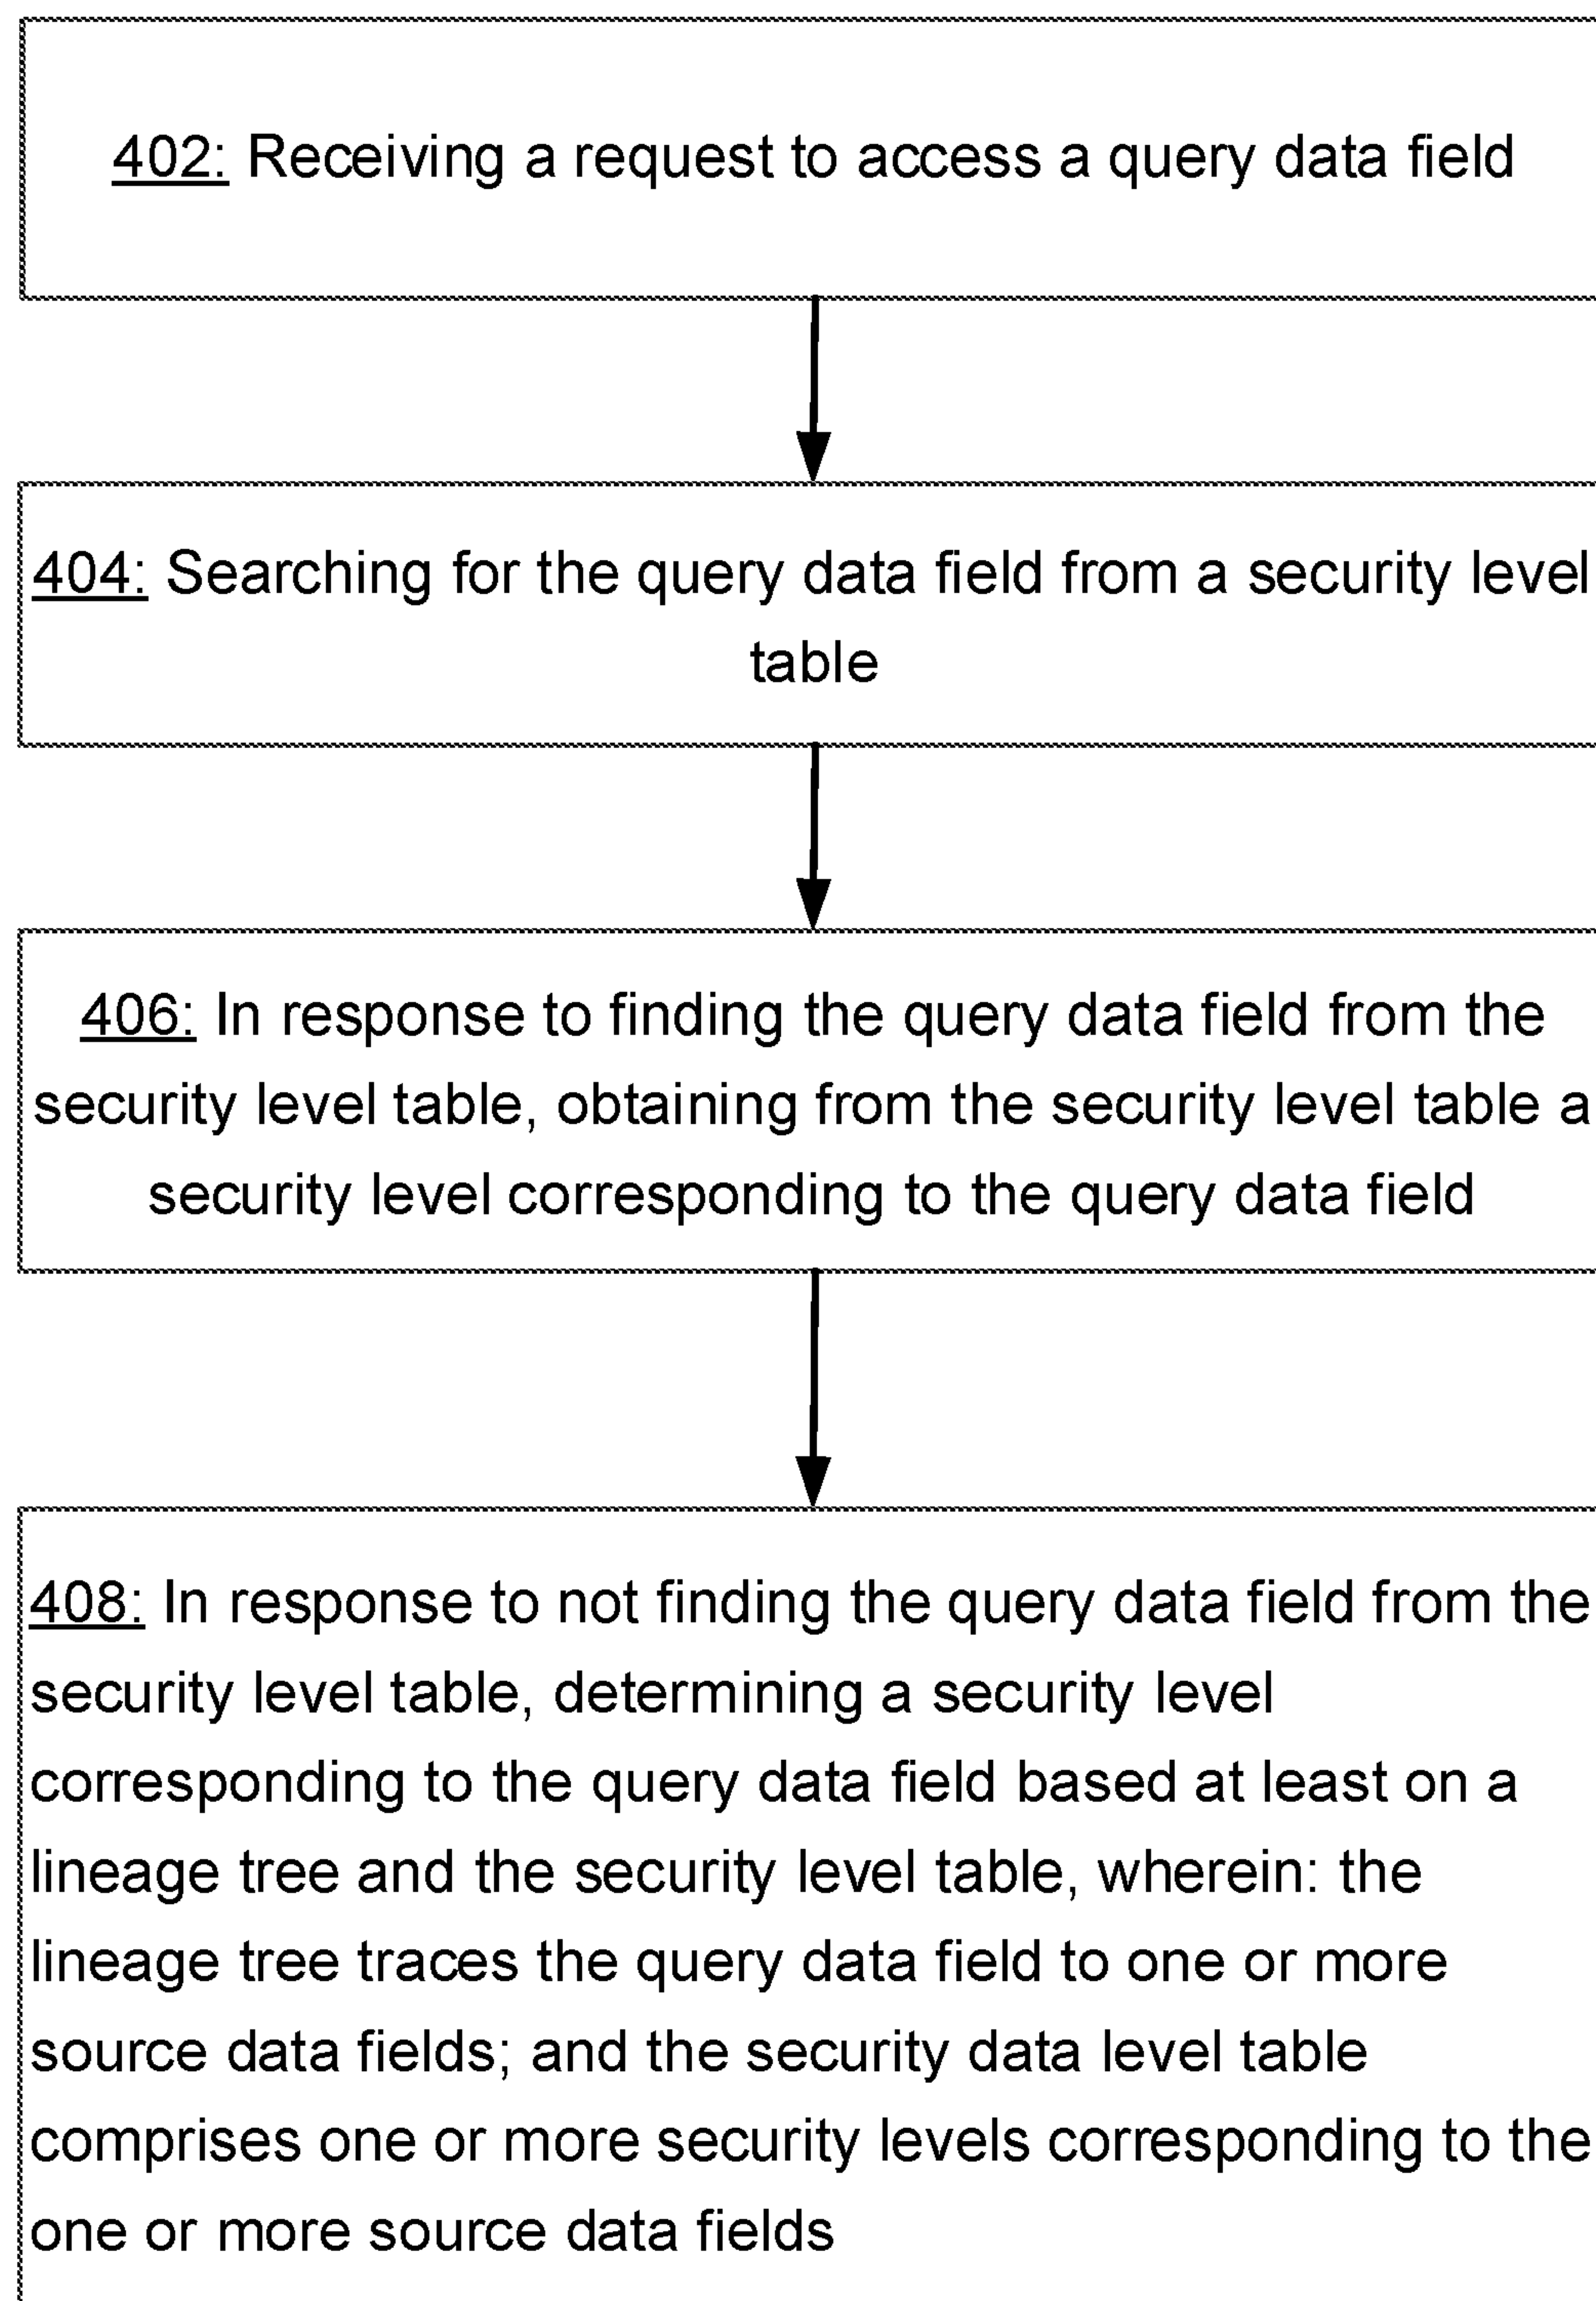 402: Receiving a request to access a query data field
404: Searching for the query data field from a security level
table
406: In response to finding the query data field from the
security level table, obtaining from the security level table a
security level corresponding to the query data field
408: In response to not finding the query data field from the
security level table, determining a security level
corresponding to the query data field based at least on a
lineage tree and the security level table, wherein: the
lineage tree traces the query data field to one or more
source data fields; and the security data level table
comprises one or more security levels corresponding to the
one or more source data fields